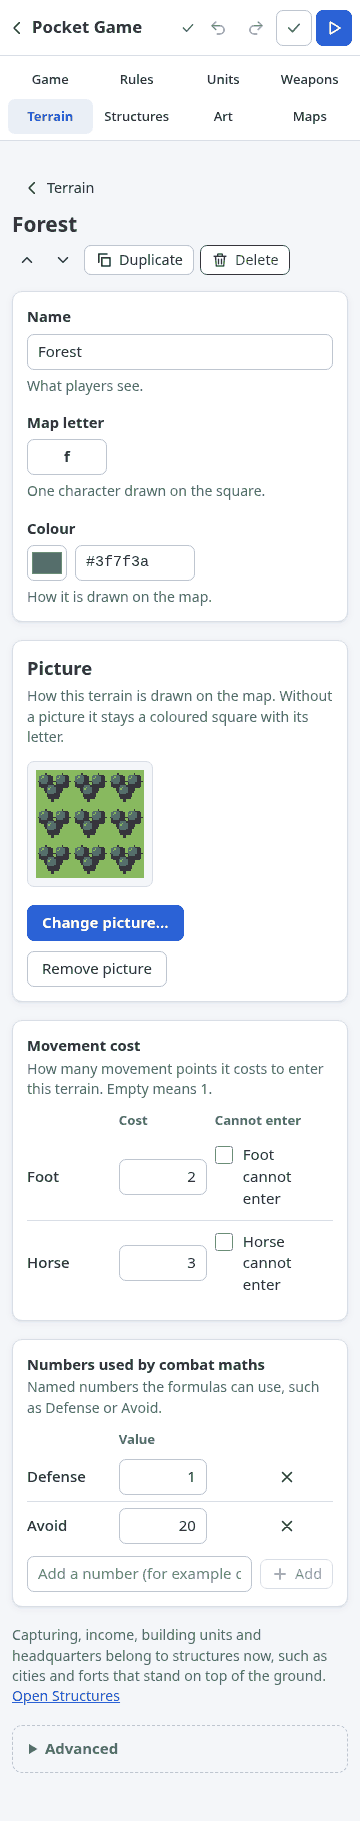 Pocket Game
Game Rules Units Weapons
Terrain Structures Art Maps
Terrain
Forest
Duplicate Delete
Name
Forest
What players see.
Map letter
f
One character drawn on the square.
Colour
#3f7f3a
How it is drawn on the map.
Picture
How this terrain is drawn on the map. Without
a picture it stays a coloured square with its
letter.
Change picture...
Remove picture
Movement cost
How many movement points it costs to enter
this terrain. Empty means 1.
Cost Cannot enter
Foot 2 Foot
cannot
enter
Horse 3 Horse
cannot
enter
Numbers used by combat maths
Named numbers the formulas can use, such
as Defense or Avoid.
Value
Defense 1
Avoid 20
Add a number (for example c Add
Capturing, income, building units and
headquarters belong to structures now, such as
cities and forts that stand on top of the ground.
Open Structures
Advanced